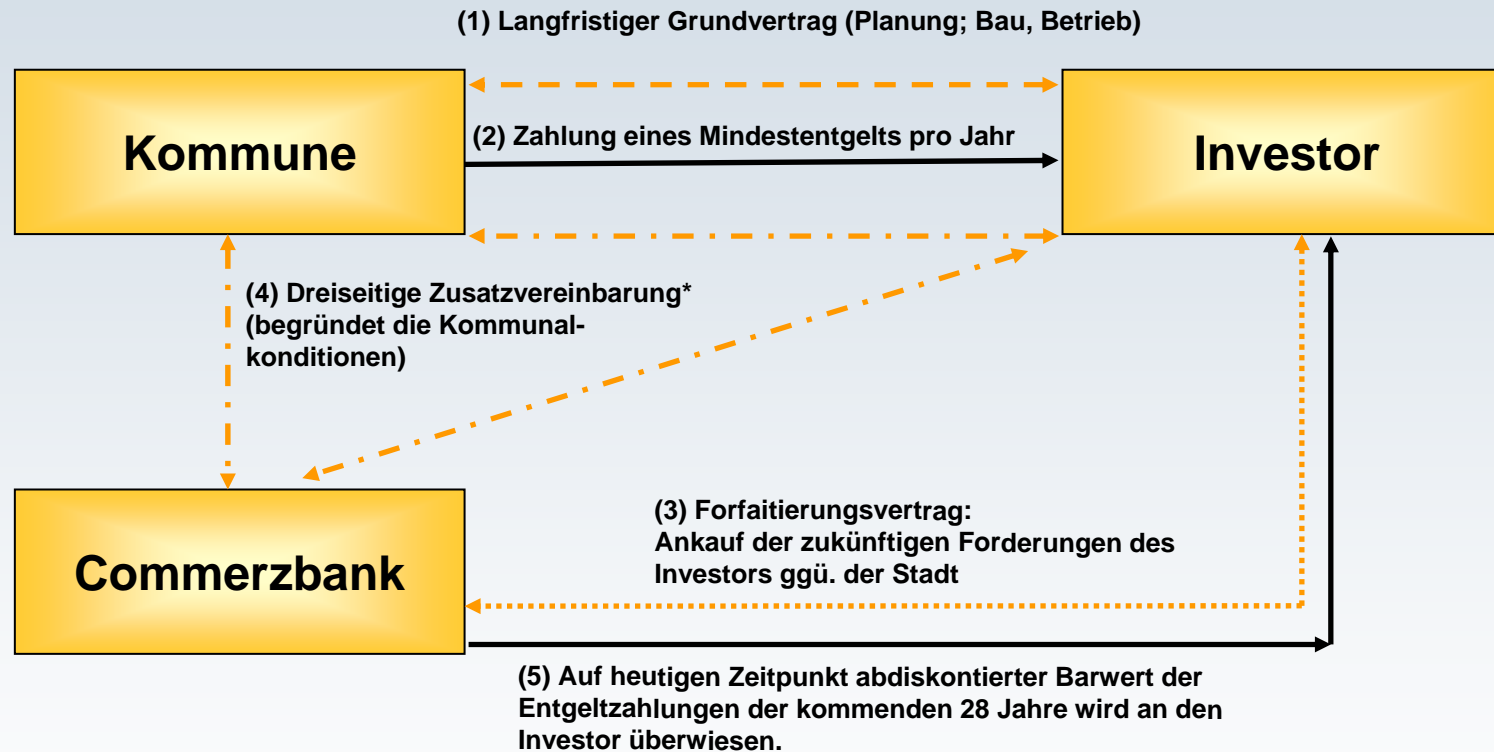 (1) Langfristiger Grundvertrag (Planung; Bau, Betrieb)
Kommune
(2) Zahlung eines Mindestentgelts pro Jahr
Investor
(4) Dreiseitige Zusatzvereinbarung*
(begründet die Kommunal-
konditionen)
Commerzbank
(3) Forfaitierungsvertrag:
Ankauf der zukünftigen Forderungen des
Investors ggü. der Stadt
(5) Auf heutigen Zeitpunkt abdiskontierter Barwert der
Entgeltzahlungen der kommenden 28 Jahre wird an den
Investor überwiesen.